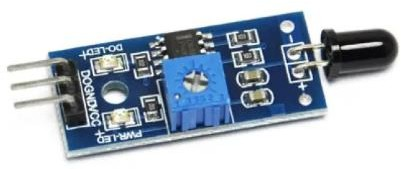 DO-LED+
DOGNDVCC
PWR-LED
+
-
+